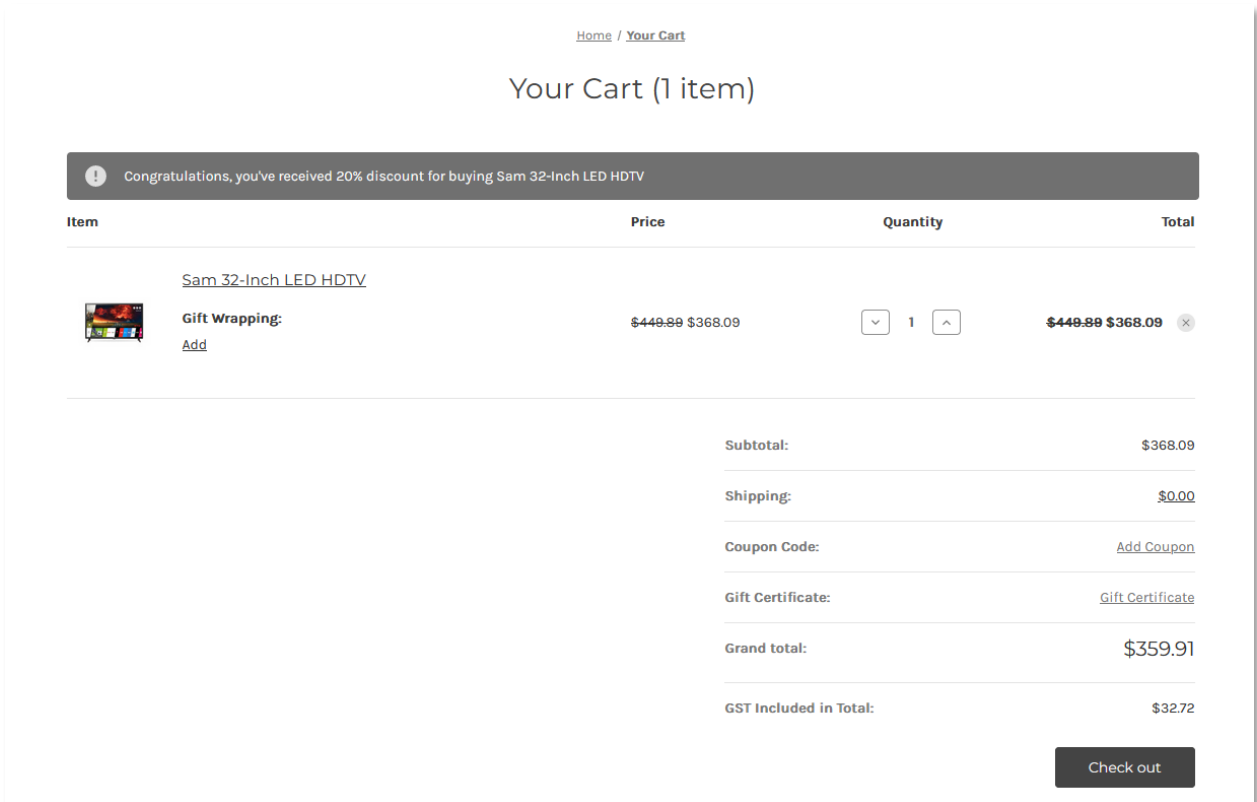 Home / Your Cart
Your Cart (1 item)
! Congratulations, you've received 20% discount for buying Sam 32-Inch LED HDTV
Item Price Quantity Total
Sam 32-Inch LED HDTV
Gift Wrapping:
$449.89 $368.09 1 $449.89 $368.09
Add
Subtotal: $368.09
Shipping: $0.00
Coupon Code: Add Coupon
Gift Certificate: Gift Certificate
Grand total: $359.91
GST Included in Total: $32.72
Check out